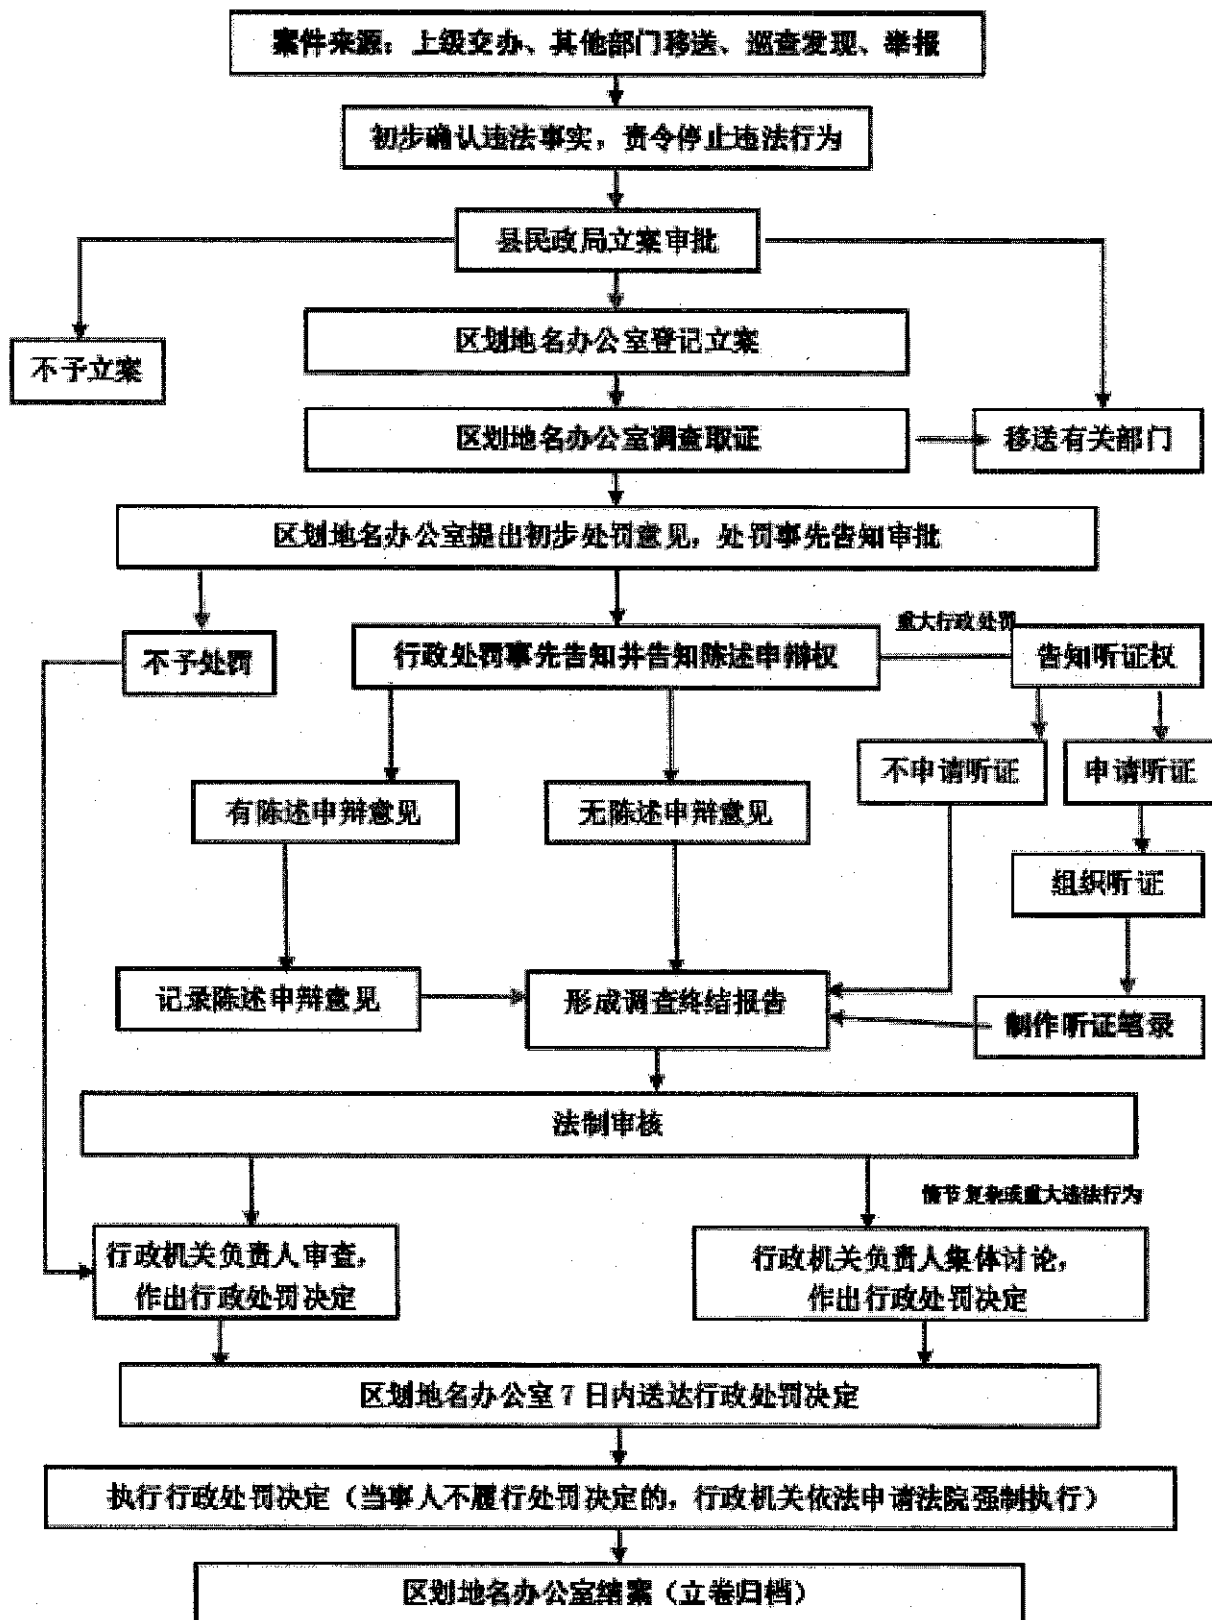 案件来源：上级交办、其他部门移送、巡查发现、举报
初步确认违法事实，责令停止违法行为
县民政局立案审批
区划地名办公室登记立案
不予立案
区划地名办公室调查取证
移送有关部门
区划地名办公室提出初步处罚意见，处罚事先告知审批
重大行政处罚
不予处罚
行政处罚事先告知并告知陈述申辩权
告知听证权
不申请听证
申请听证
有陈述申辩意见
无陈述申辩意见
组织听证
记录陈述申辩意见
形成调查终结报告
制作听证笔录
法制审核
情节复杂或重大违法行为
行政机关负责人审查，
作出行政处罚决定
行政机关负责人集体讨论，
作出行政处罚决定
区划地名办公室7日内送达行政处罚决定
执行行政处罚决定（当事人不履行处罚决定的，行政机关依法申请法院强制执行）
区划地名办公室结案（立卷归档）